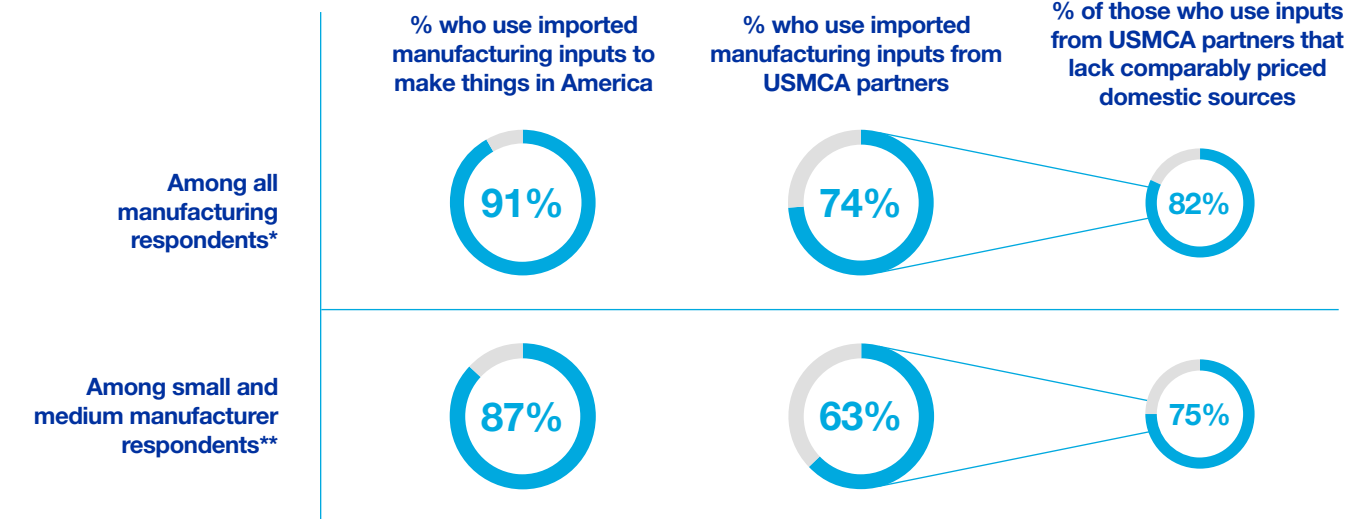 % who use imported
manufacturing inputs to
make things in America
% who use imported
manufacturing inputs from
USMCA partners
% of those who use inputs
from USMCA partners that
lack comparably priced
domestic sources
Among all
manufacturing
respondents*
91%
74%
82%
Among small and
medium manufacturer
respondents**
87%
63%
75%